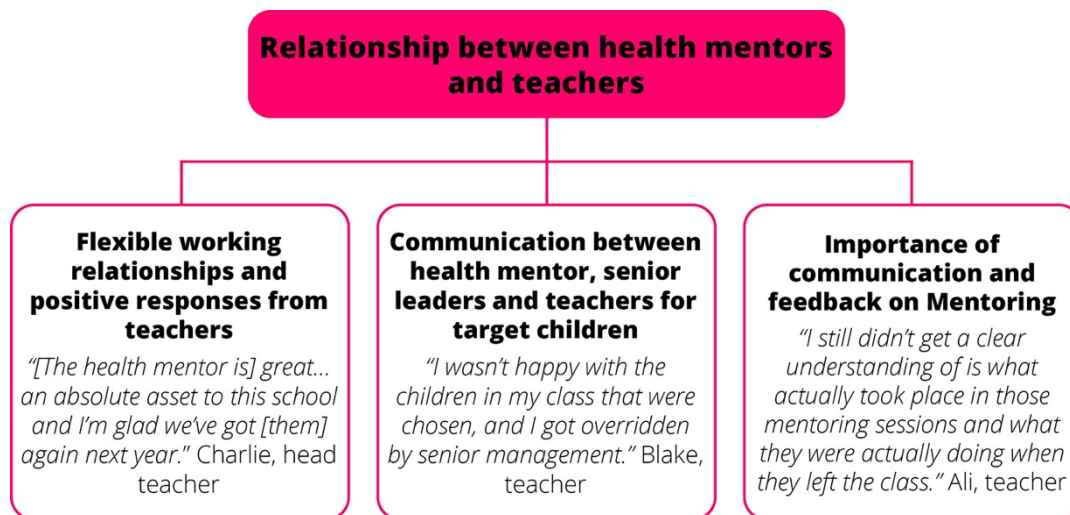 Relationship between health mentors
and teachers
Flexible working
relationships and
positive responses from
teachers
“[The health mentor is] great…
an absolute asset to this school
and I’m glad we’ve got [them]
again next year.” Charlie, head
teacher
Communication between
health mentor, senior
leaders and teachers for
target children
“I wasn’t happy with the
children in my class that were
chosen, and I got overridden
by senior management.” Blake,
teacher
Importance of
communication and
feedback on Mentoring
“I still didn’t get a clear
understanding of is what
actually took place in those
mentoring sessions and what
they were actually doing when
they left the class.” Ali, teacher